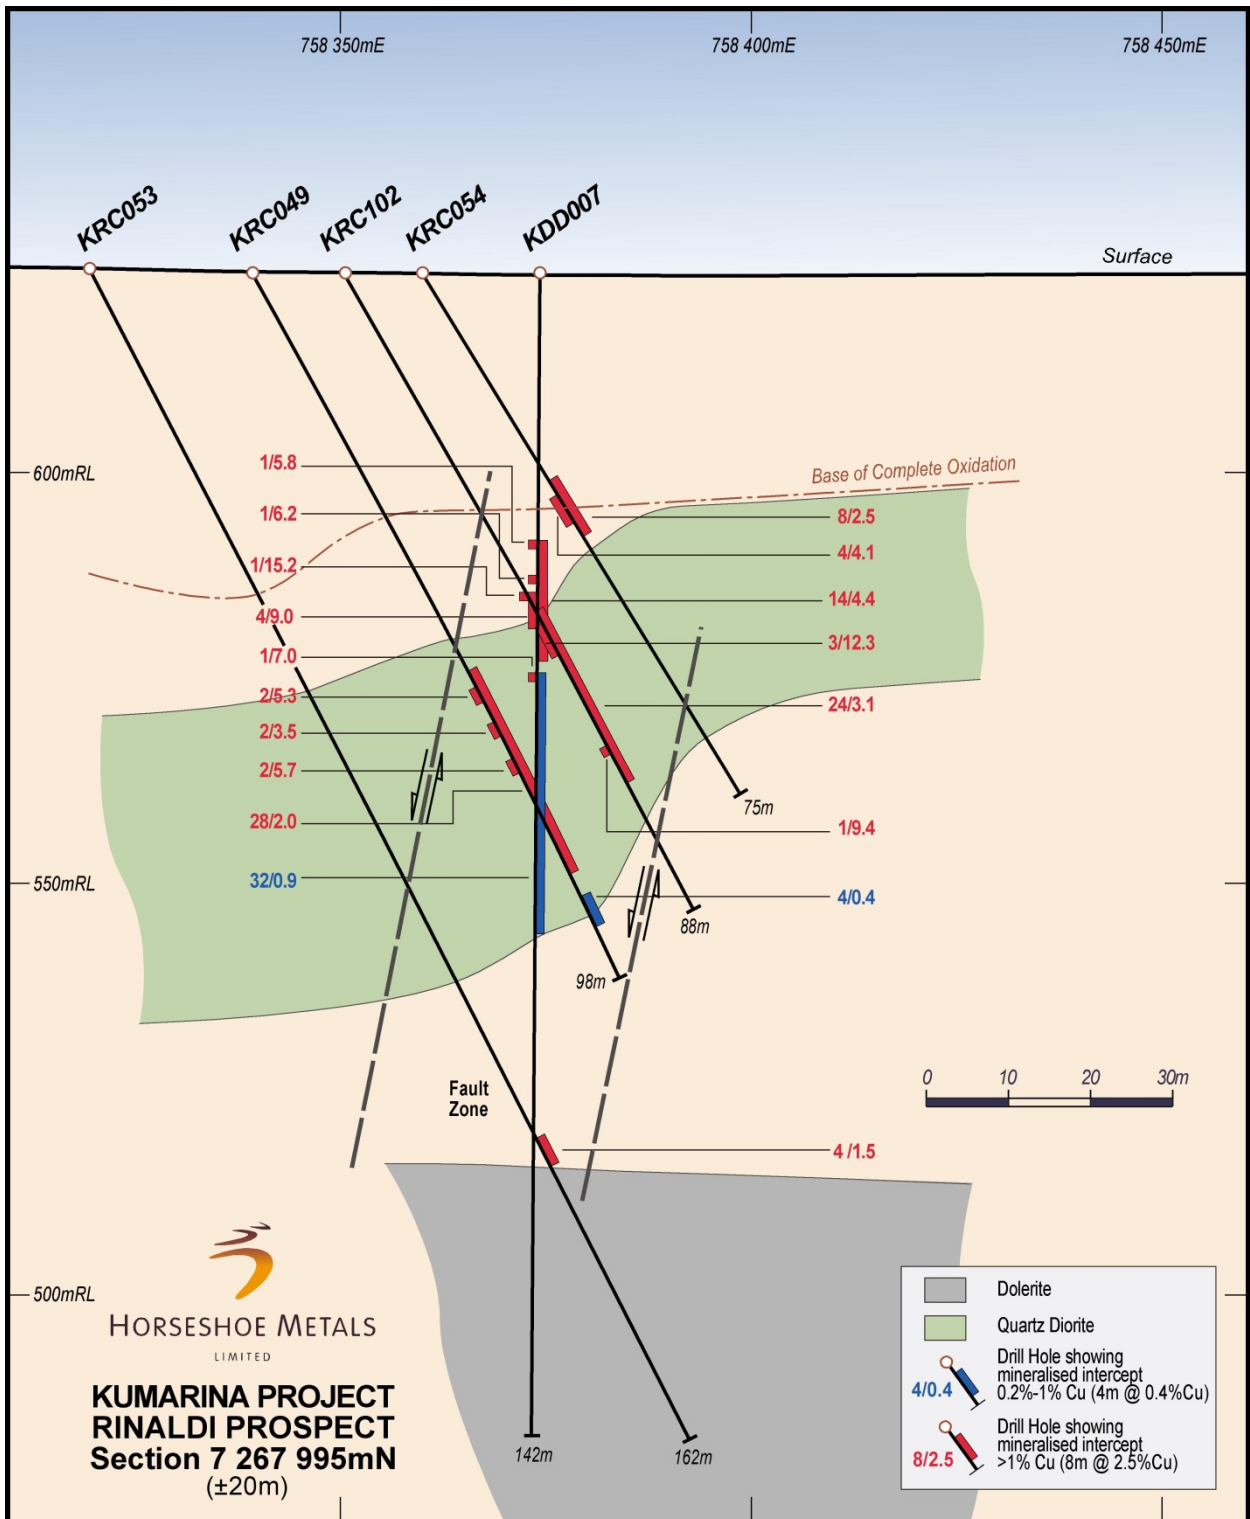 758 350mE
758 400mE
758 450mE
KRC053
KRC049
KRC102
KRC054
KDD007
Surface
600mRL
550mRL
500mRL
Base of Complete Oxidation
1/5.8
1/6.2
1/15.2
4/9.0
1/7.0
2/5.3
2/3.5
2/5.7
28/2.0
32/0.9
8/2.5
4/4.1
14/4.4
3/12.3
24/3.1
1/9.4
4/0.4
4 /1.5
75m
88m
98m
142m
162m
Fault
Zone
0 10 20 30m
HORSESHOE METALS
LIMITED
KUMARINA PROJECT
RINALDI PROSPECT
Section 7 267 995mN
(±20m)
Dolerite
Quartz Diorite
4/0.4
Drill Hole showing
mineralised intercept
0.2%-1% Cu (4m @ 0.4%Cu)
8/2.5
Drill Hole showing
mineralised intercept
>1% Cu (8m @ 2.5%Cu)